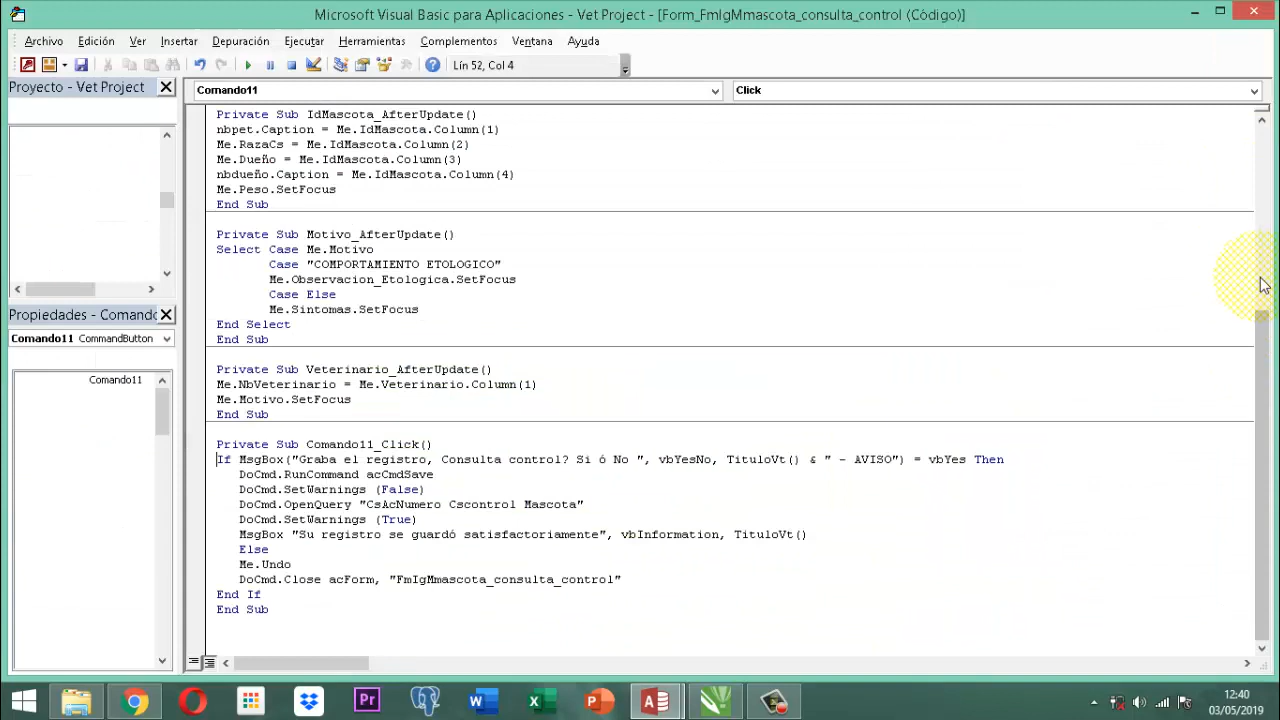 Microsoft Visual Basic para Aplicaciones - Vet Project - [Form_FmIgMmascota_consulta_control (Código)]
Archivo Edición Ver Insertar Depuración Ejecutar Herramientas Complementos Ventana Ayuda
Lín 52, Col 4
Proyecto - Vet Project
Comando11 Click
Private Sub IdMascota_AfterUpdate()
nbpet.Caption = Me.IdMascota.Column(1)
Me.RazaCs = Me.IdMascota.Column(2)
Me.Dueño = Me.IdMascota.Column(3)
nbdueño.Caption = Me.IdMascota.Column(4)
Me.Peso.SetFocus
End Sub
Private Sub Motivo_AfterUpdate()
Select Case Me.Motivo
Case "COMPORTAMIENTO ETOLOGICO"
Me.Observacion_Etologica.SetFocus
Case Else
Me.Sintomas.SetFocus
End Select
End Sub
Private Sub Veterinario_AfterUpdate()
Me.NbVeterinario = Me.Veterinario.Column(1)
Me.Motivo.SetFocus
End Sub
Private Sub Comando11_Click()
If MsgBox("Graba el registro, Consulta control? Si ó No ", vbYesNo, TituloVt() & " - AVISO") = vbYes Then
DoCmd.RunCommand acCmdSave
DoCmd.SetWarnings (False)
DoCmd.OpenQuery "CsAcNumero Cscontrol Mascota"
DoCmd.SetWarnings (True)
MsgBox "Su registro se guardó satisfactoriamente", vbInformation, TituloVt()
Else
Me.Undo
DoCmd.Close acForm, "FmIgMmascota_consulta_control"
End If
End Sub
Propiedades - Comando
Comando11 CommandButton
Comando11
Pr
12:40
03/05/2019